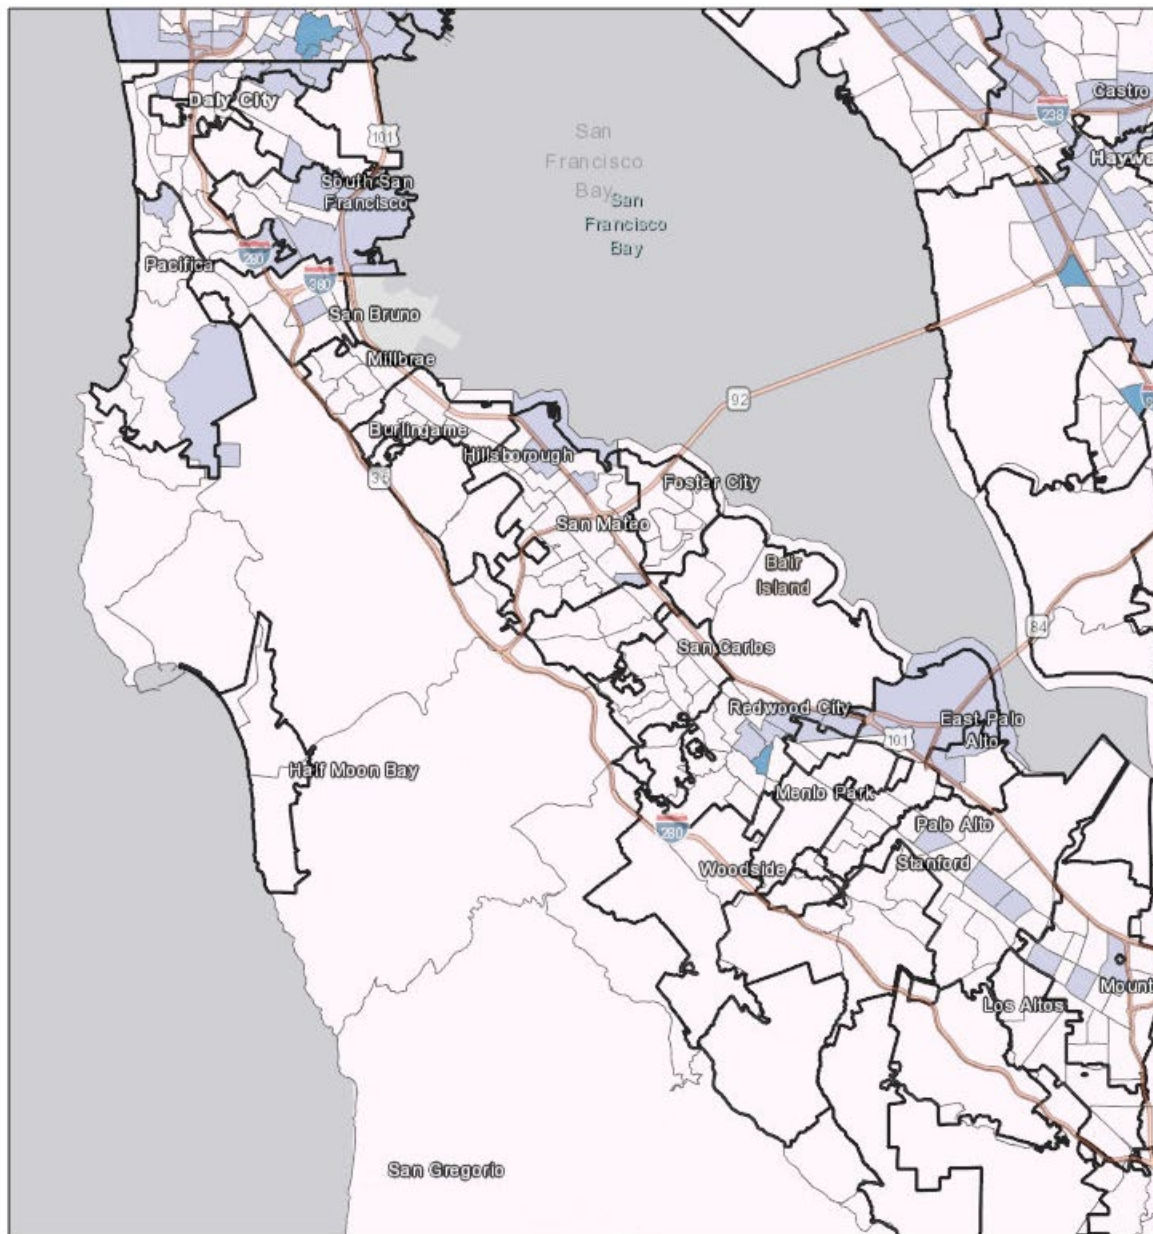 238
Castro
Daly City
101
San
Francisco
Bay
Haywa
South San
Francisco
San
Francisco
Bay
280
Pacifica
380
San Bruno
Millbrae
92
Burlingame
Hillsborough
35
Foster City
San Mateo
Bair
Island
84
San Carlos
Redwood City
East Palo
Alto
101
Half Moon Bay
Menlo Park
Palo Alto
280
Stanford
Woodside
Mount
Los Altos
San Gregorio